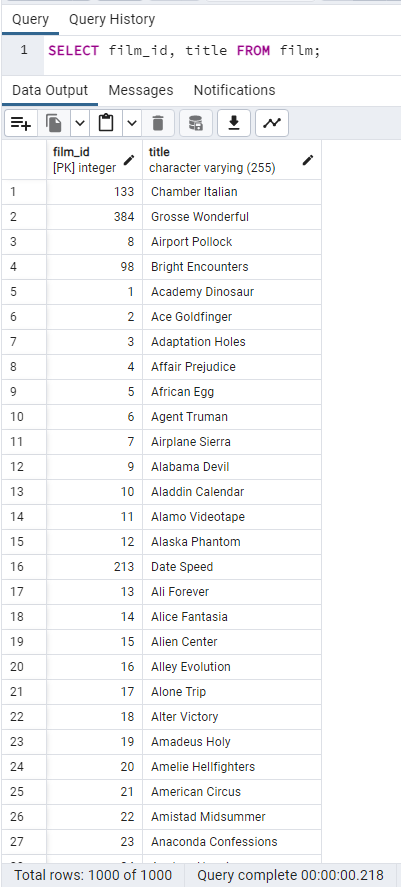 Query Query History
1 SELECT film_id, title FROM film;
Data Output Messages Notifications
film_id title
[PK] integer character varying (255)
1 133 Chamber Italian
2 384 Grosse Wonderful
3 8 Airport Pollock
4 98 Bright Encounters
5 1 Academy Dinosaur
6 2 Ace Goldfinger
7 3 Adaptation Holes
8 4 Affair Prejudice
9 5 African Egg
10 6 Agent Truman
11 7 Airplane Sierra
12 9 Alabama Devil
13 10 Aladdin Calendar
14 11 Alamo Videotape
15 12 Alaska Phantom
16 213 Date Speed
17 13 Ali Forever
18 14 Alice Fantasia
19 15 Alien Center
20 16 Alley Evolution
21 17 Alone Trip
22 18 Alter Victory
23 19 Amadeus Holy
24 20 Amelie Hellfighters
25 21 American Circus
26 22 Amistad Midsummer
27 23 Anaconda Confessions
Total rows: 1000 of 1000 Query complete 00:00:00.218